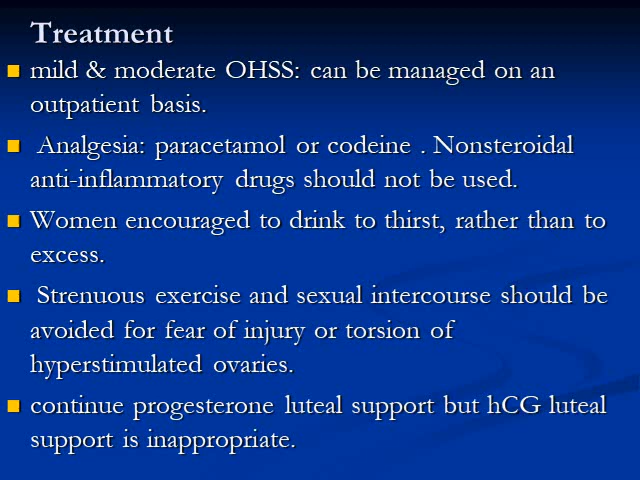 Treatment
mild & moderate OHSS: can be managed on an
outpatient basis.
Analgesia: paracetamol or codeine . Nonsteroidal
anti-inflammatory drugs should not be used.
Women encouraged to drink to thirst, rather than to
excess.
Strenuous exercise and sexual intercourse should be
avoided for fear of injury or torsion of
hyperstimulated ovaries.
continue progesterone luteal support but hCG luteal
support is inappropriate.